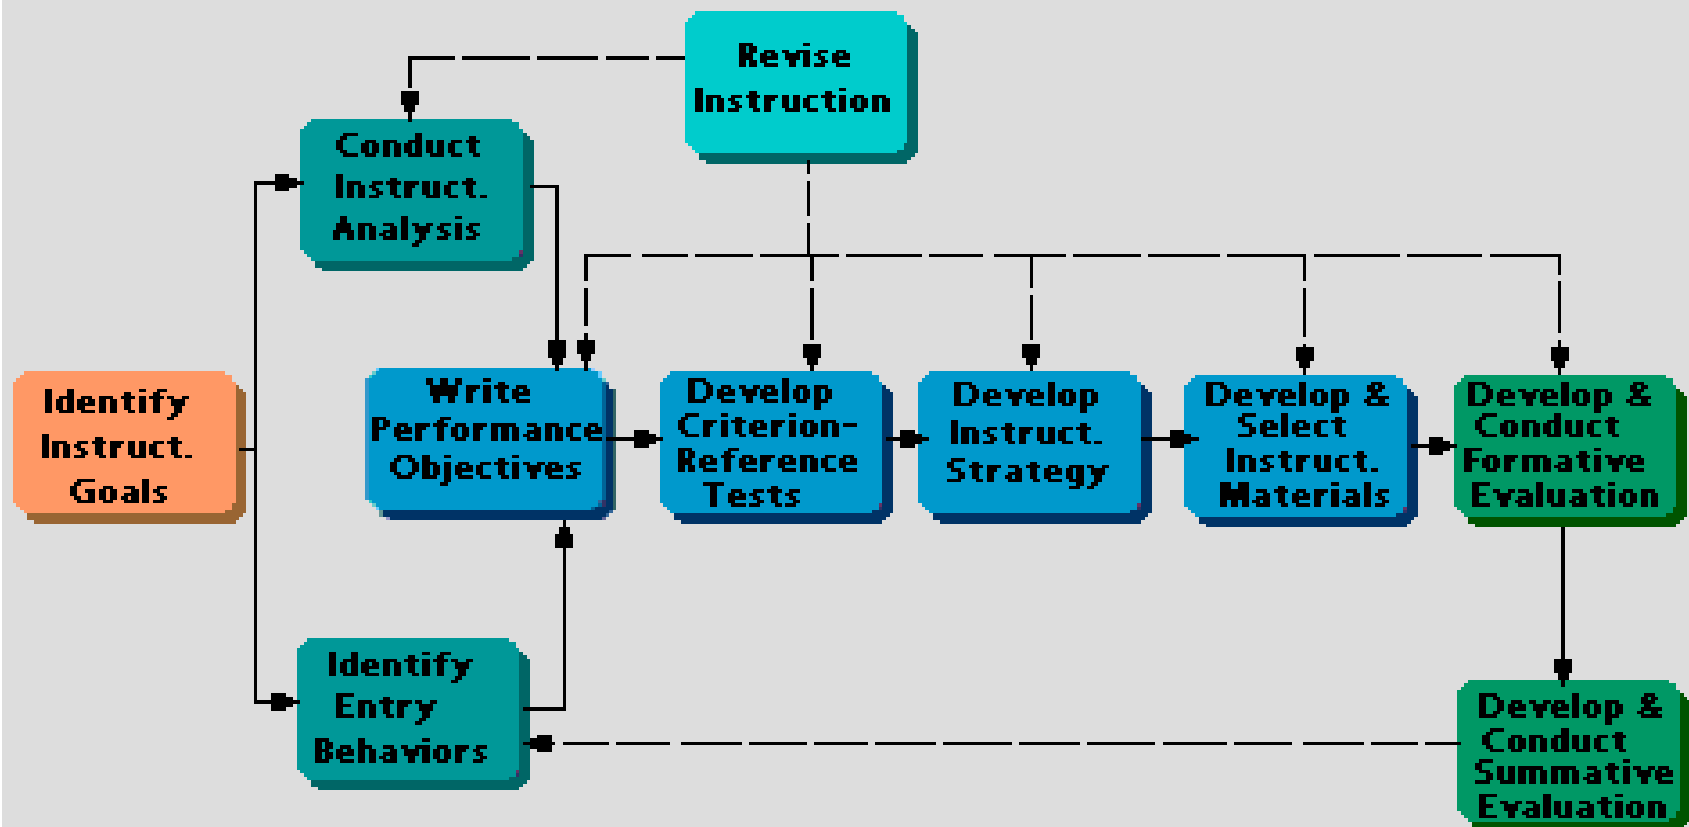 Revise
Instruction
Conduct
Instruct.
Analysis
Identify
Instruct.
Goals
Write
Performance
Objectives
Develop
Criterion-
Reference
Tests
Develop
Instruct.
Strategy
Develop &
Select
Instruct.
Materials
Develop &
Conduct
Formative
Evaluation
Identify
Entry
Behaviors
Develop &
Conduct
Summative
Evaluation